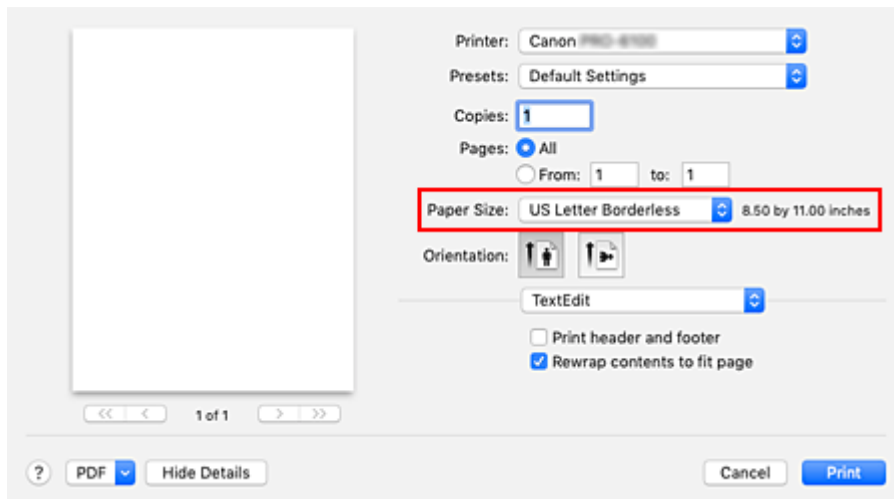 Printer: Canon
Presets: Default Settings
Copies: 1
Pages: All
From: 1 to: 1
Paper Size: US Letter Borderless 8.50 by 11.00 inches
Orientation:
TextEdit
Print header and footer
Rewrap contents to fit page
<< < 1 of 1 > >>
? PDF Hide Details Cancel Print